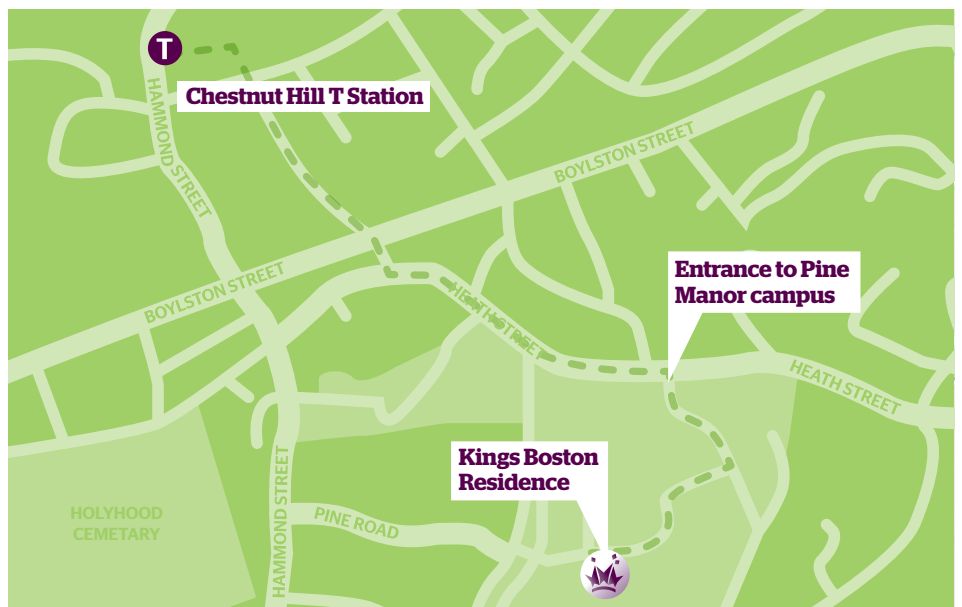 T
Chestnut Hill T Station
HAMMOND STREET
BOYLSTON STREET
BOYLSTON STREET
Entrance to Pine
Manor campus
HEATH STREET
HEATH STREET
Kings Boston
Residence
HAMMOND STREET
PINE ROAD
HOLYHOOD
CEMETARY